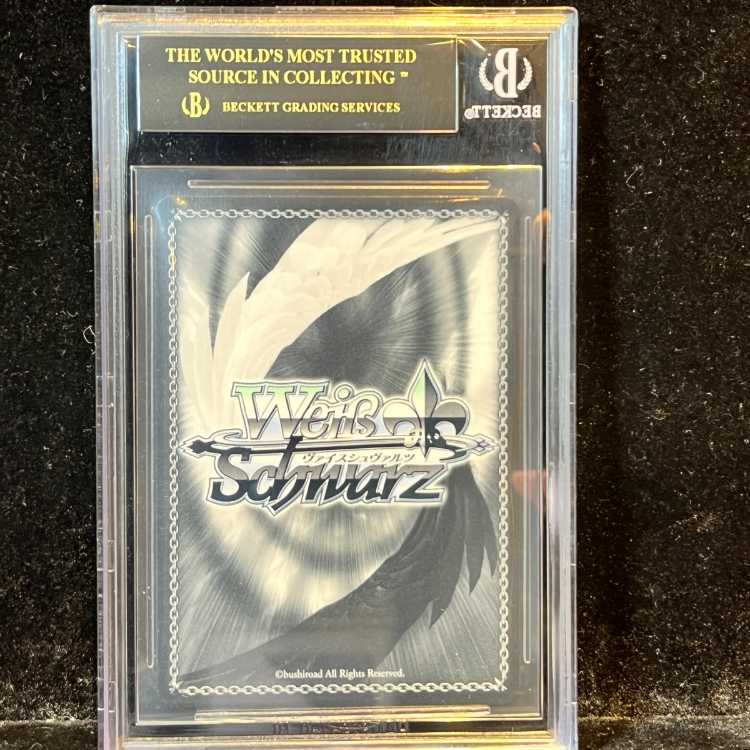 THE WORLD'S MOST TRUSTED
SOURCE IN COLLECTING ™
B BECKETT GRADING SERVICES
B
BECKETT®
Weiß
ヴァイスシュヴァルツ
Schwarz
©bushiroad All Rights Reserved.